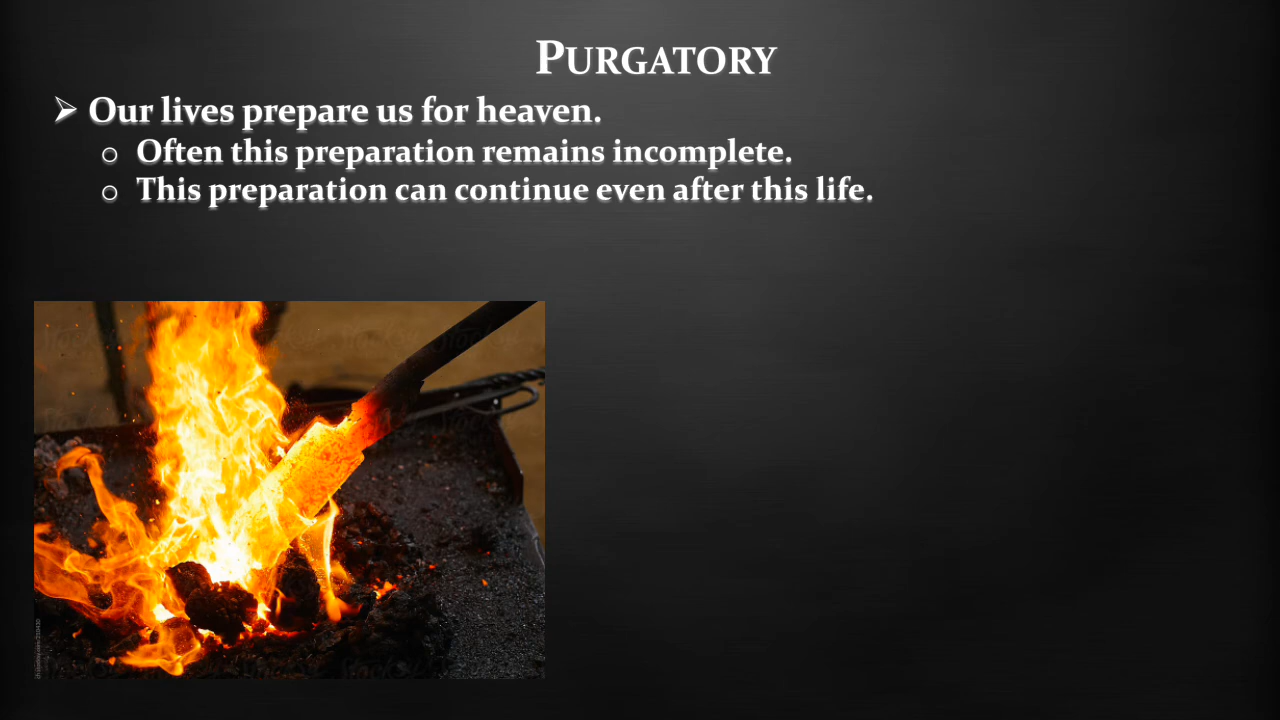 Purgatory
Our lives prepare us for heaven.
Often this preparation remains incomplete.
This preparation can continue even after this life.